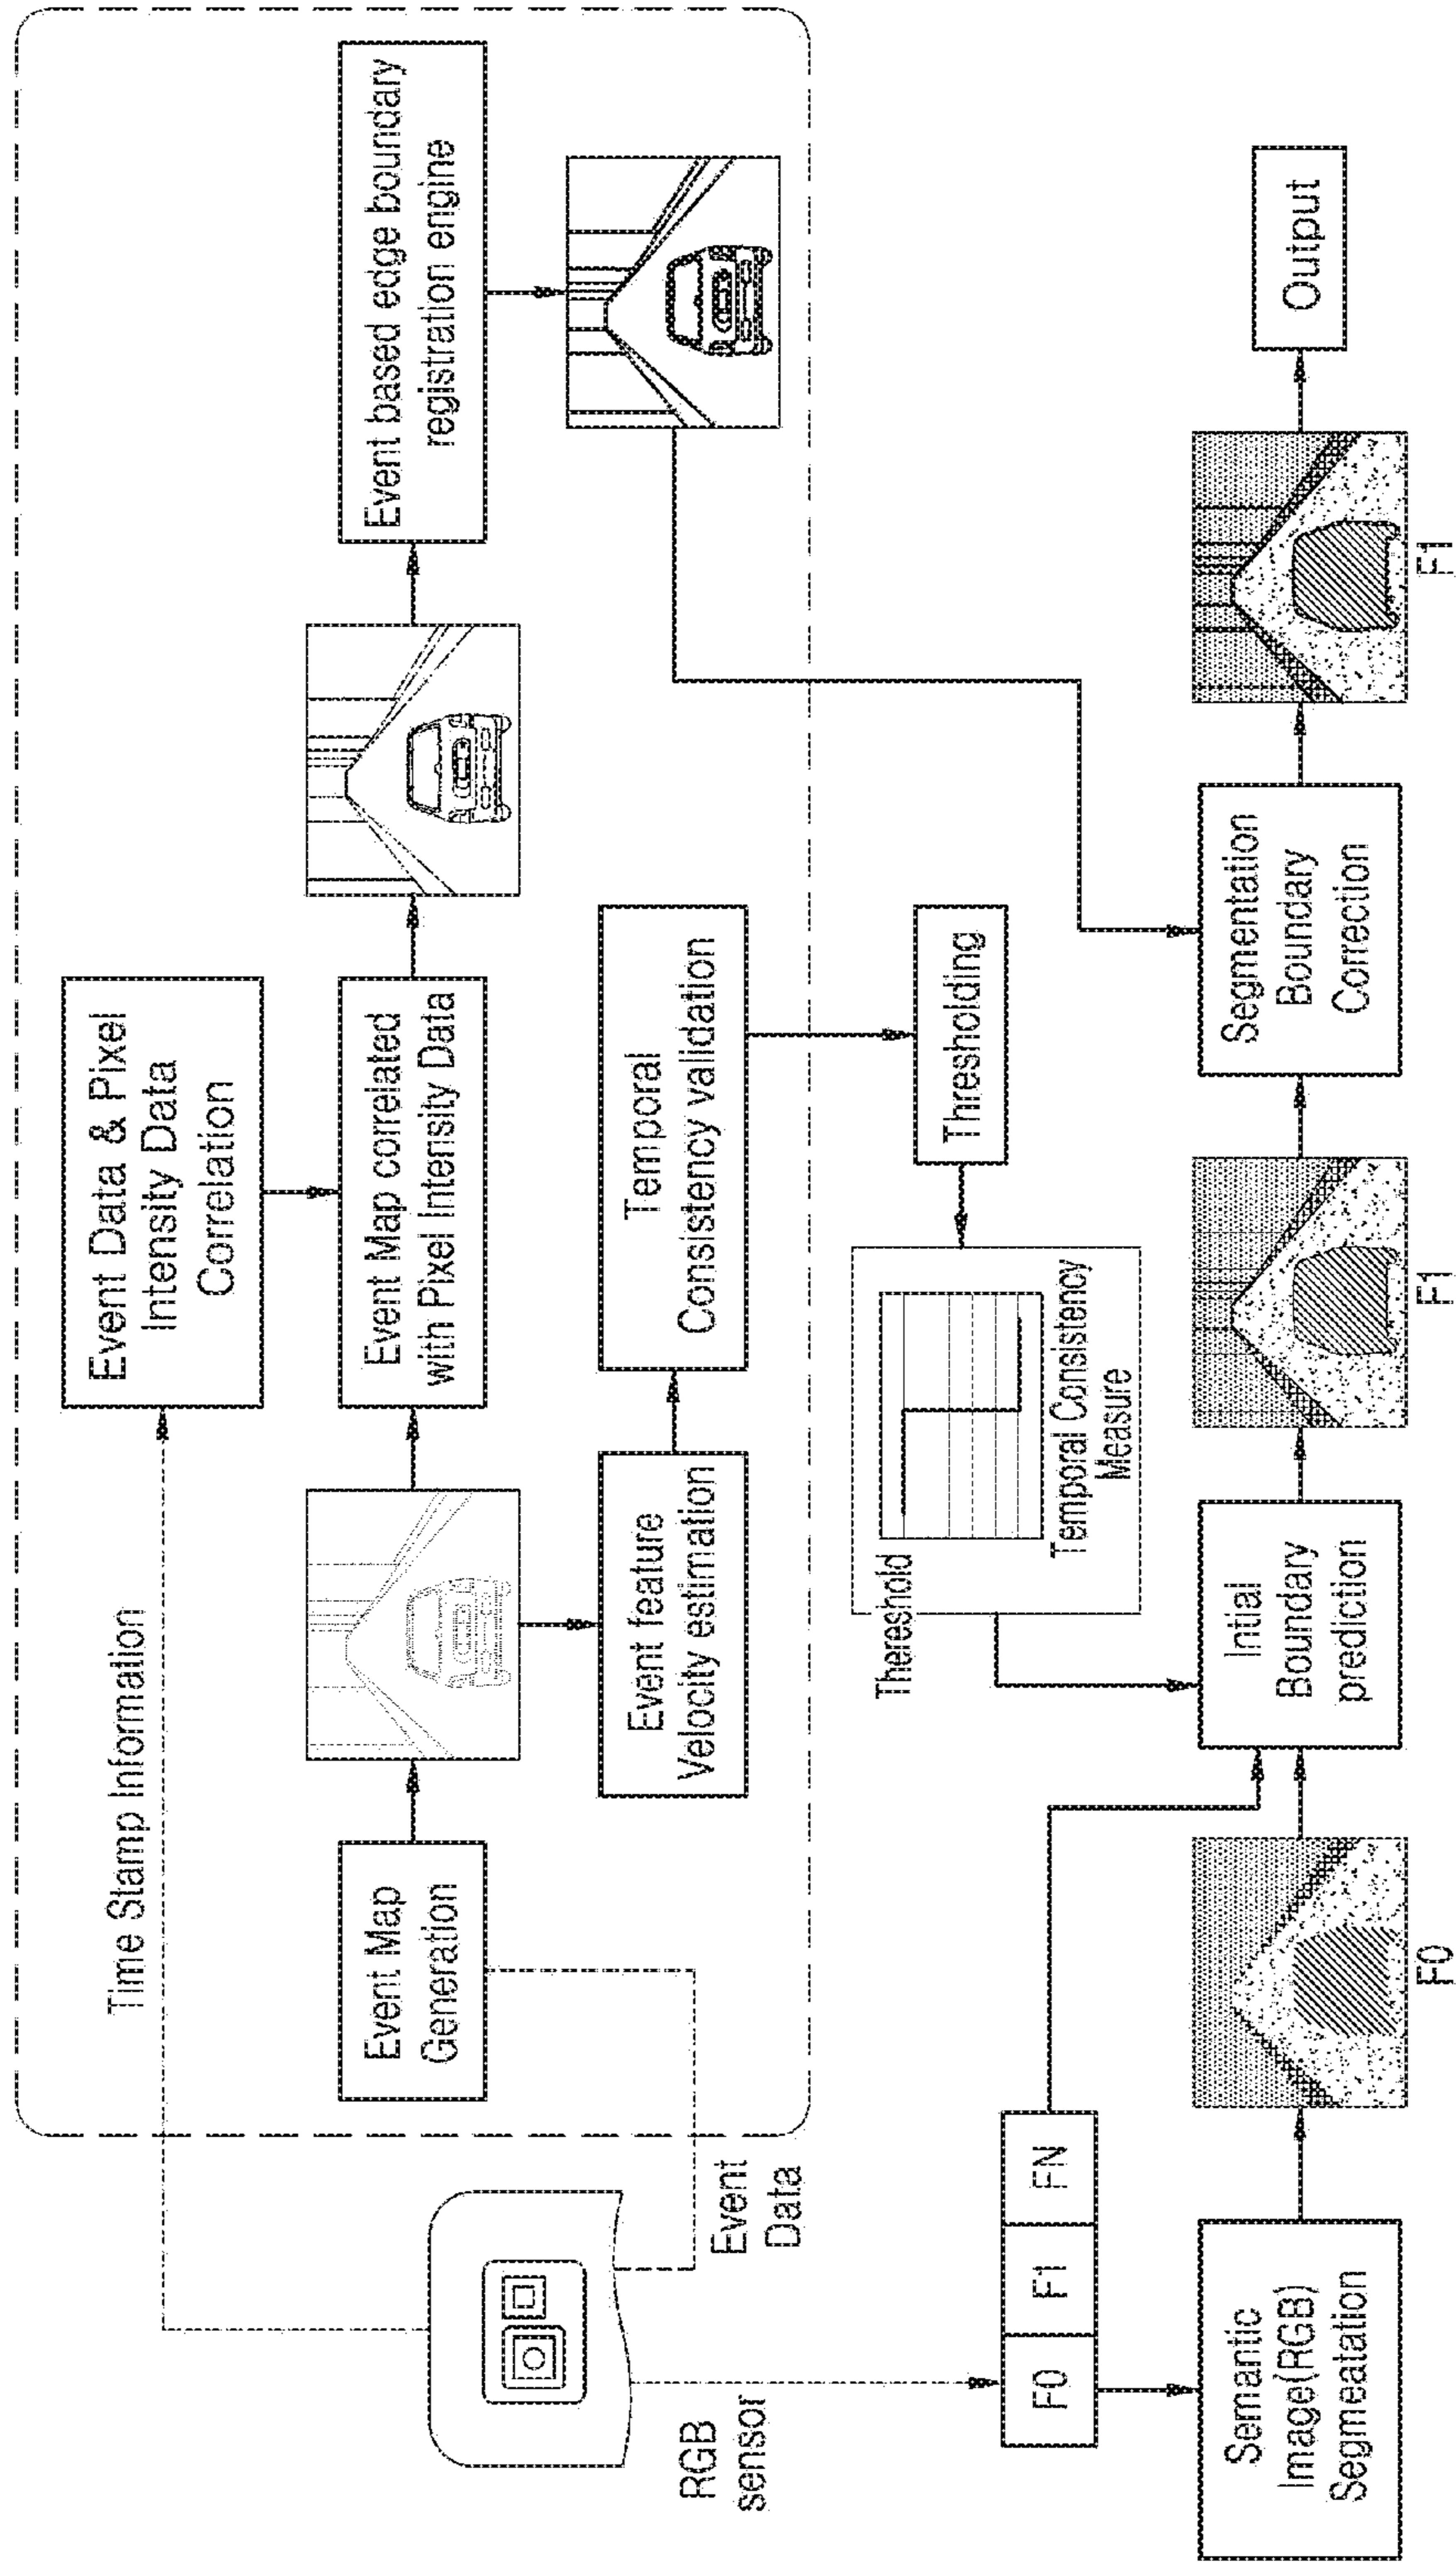 Time Stamp Information
Event Data & Pixel
Intensity Data
Correlation
Event Map
Generation
Event Map correlated
with Pixel Intensity Data
Event based edge boundary
registration engine
Event feature
Velocity estimation
Temporal
Consistency validation
Event
Data
RGB
sensor
Thresholding
Thereshold
Temporal Consistency
Measure
F0
F1
FN
Semantic
Image(RGB)
Segmeatation
F0
Intial
Boundary
prediction
F1
Segmentation
Boundary
Correction
F1
Output